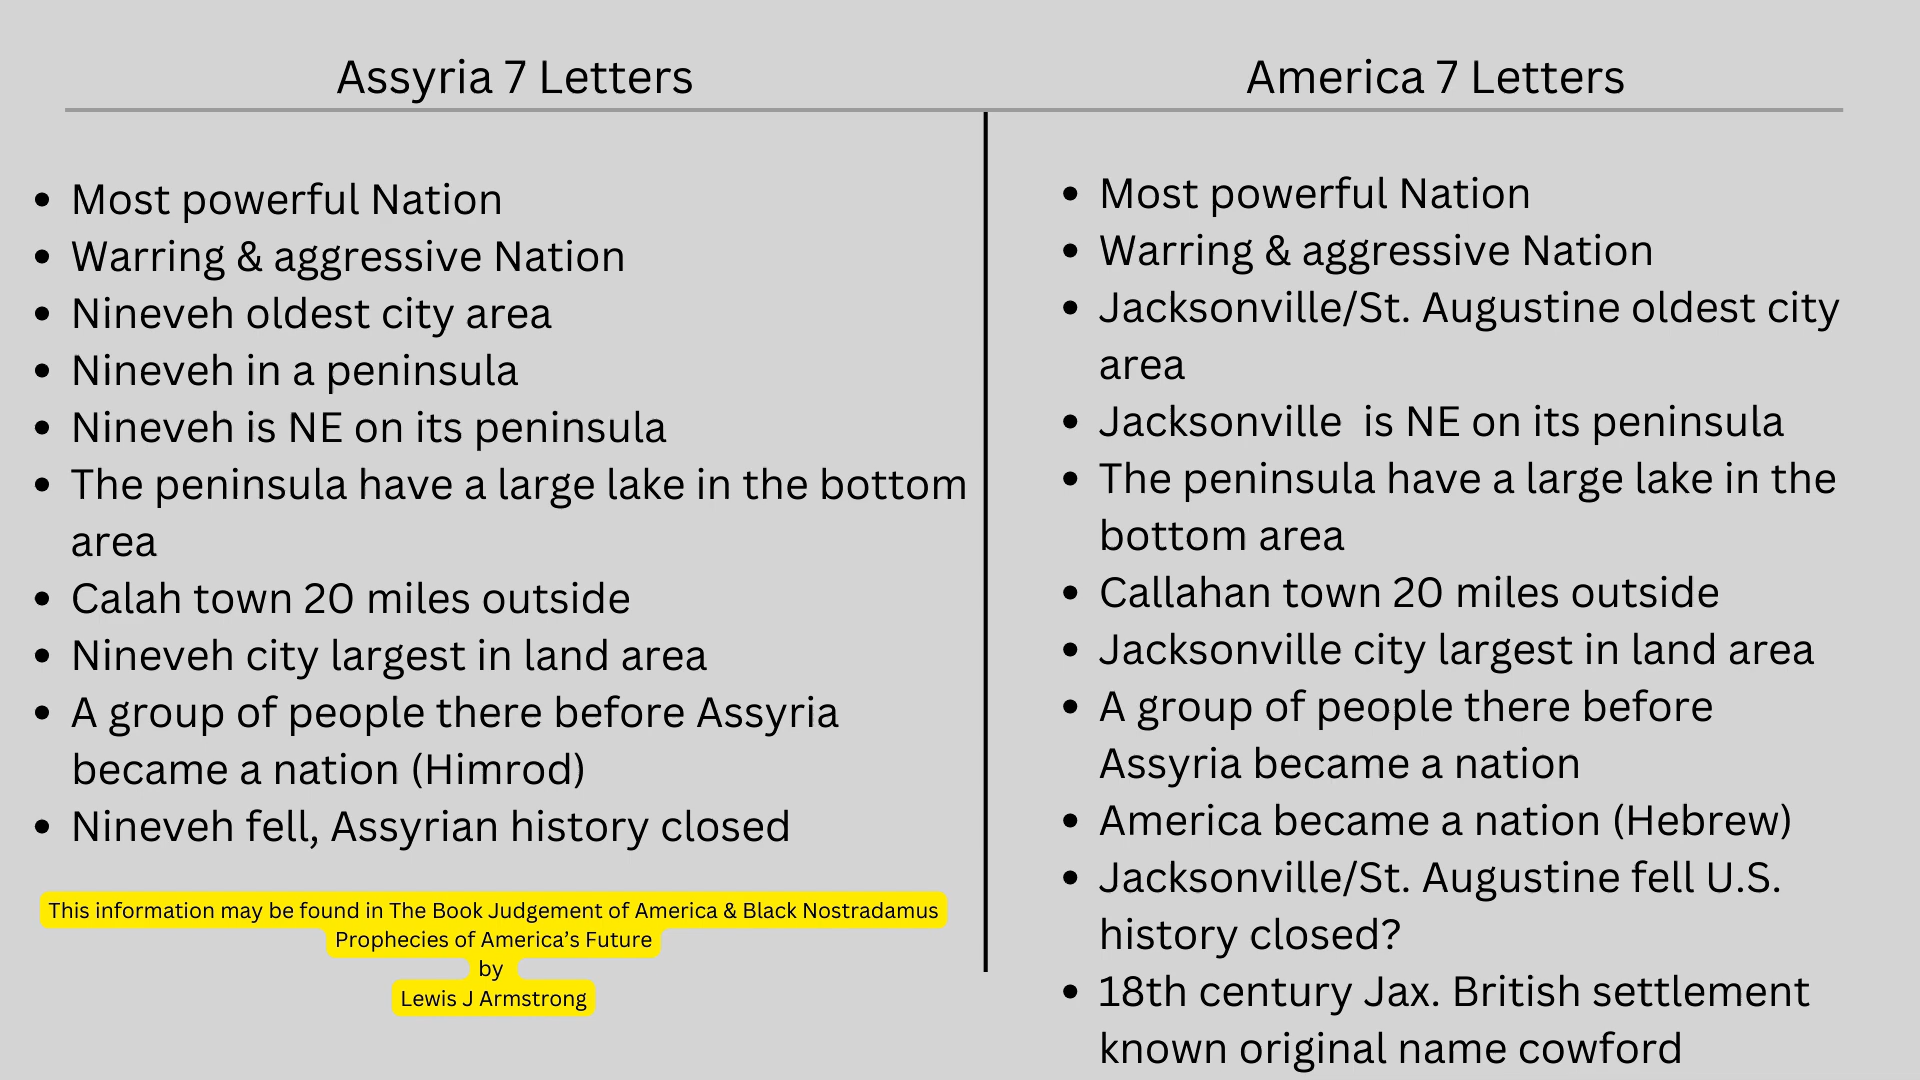 Assyria 7 Letters
Most powerful Nation
Warring & aggressive Nation
Nineveh oldest city area
Nineveh in a peninsula
Nineveh is NE on its peninsula
The peninsula have a large lake in the bottom
area
Calah town 20 miles outside
Nineveh city largest in land area
A group of people there before Assyria
became a nation (Himrod)
Nineveh fell, Assyrian history closed
This information may be found in The Book Judgement of America & Black Nostradamus
Prophecies of America's Future
by
Lewis J Armstrong
America 7 Letters
Most powerful Nation
Warring & aggressive Nation
Jacksonville/St. Augustine oldest city
area
Jacksonville is NE on its peninsula
The peninsula have a large lake in the
bottom area
Callahan town 20 miles outside
Jacksonville city largest in land area
A group of people there before
Assyria became a nation
America became a nation (Hebrew)
Jacksonville/St. Augustine fell U.S.
history closed?
18th century Jax. British settlement
known original name cowford